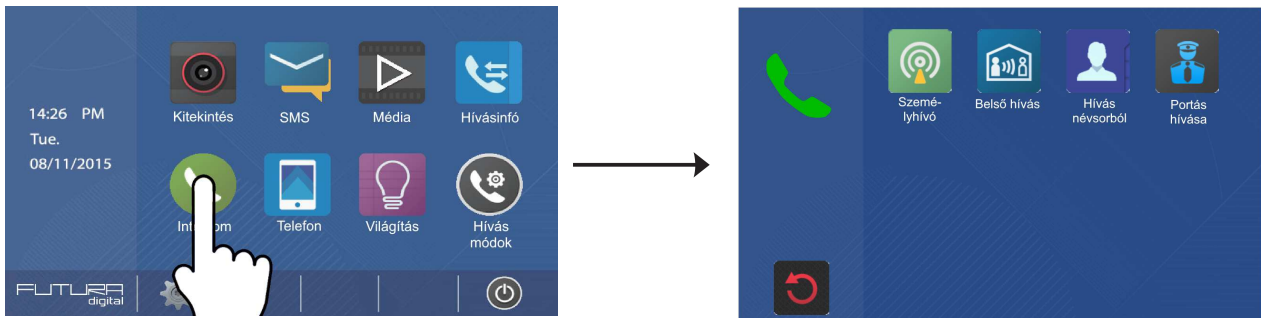 14:26 PM
Tue.
08/11/2015
Kitekintés
SMS
Média
Hívásinfó
Telefon
Világítás
Hívás
módok
FUTURA
digital
Szemé-
lyhívó
Belső hívás
Hívás
névsorból
Portás
hívása